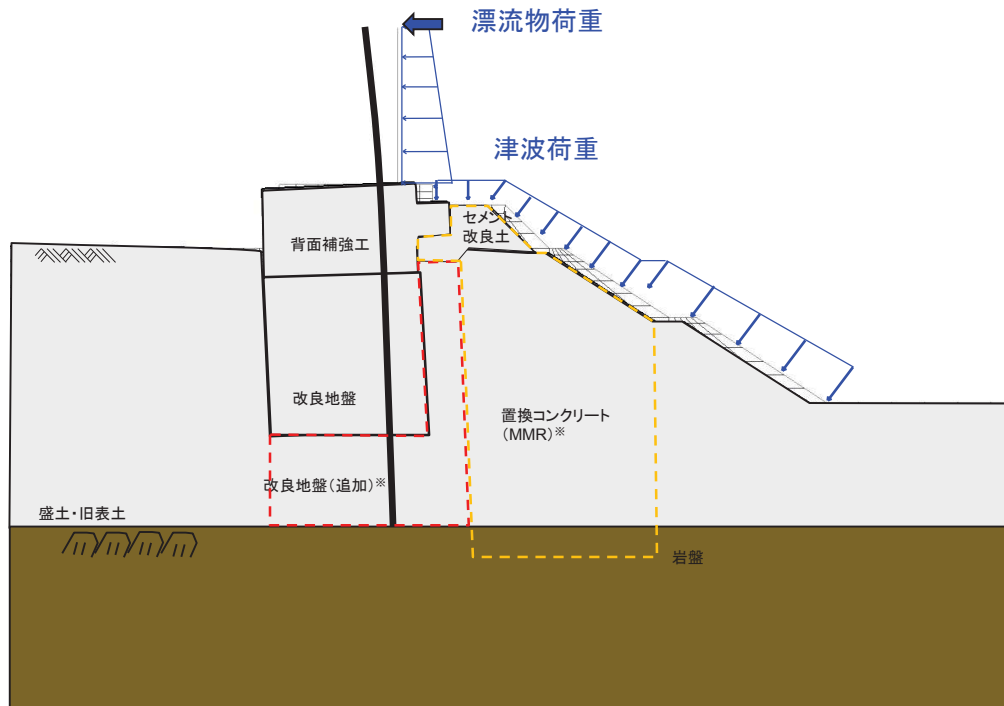 漂流物荷重
津波荷重
セメント
改良土
背面補強工
改良地盤
置換コンクリート
(MMR)※
改良地盤(追加)※
盛土・旧表土
岩盤